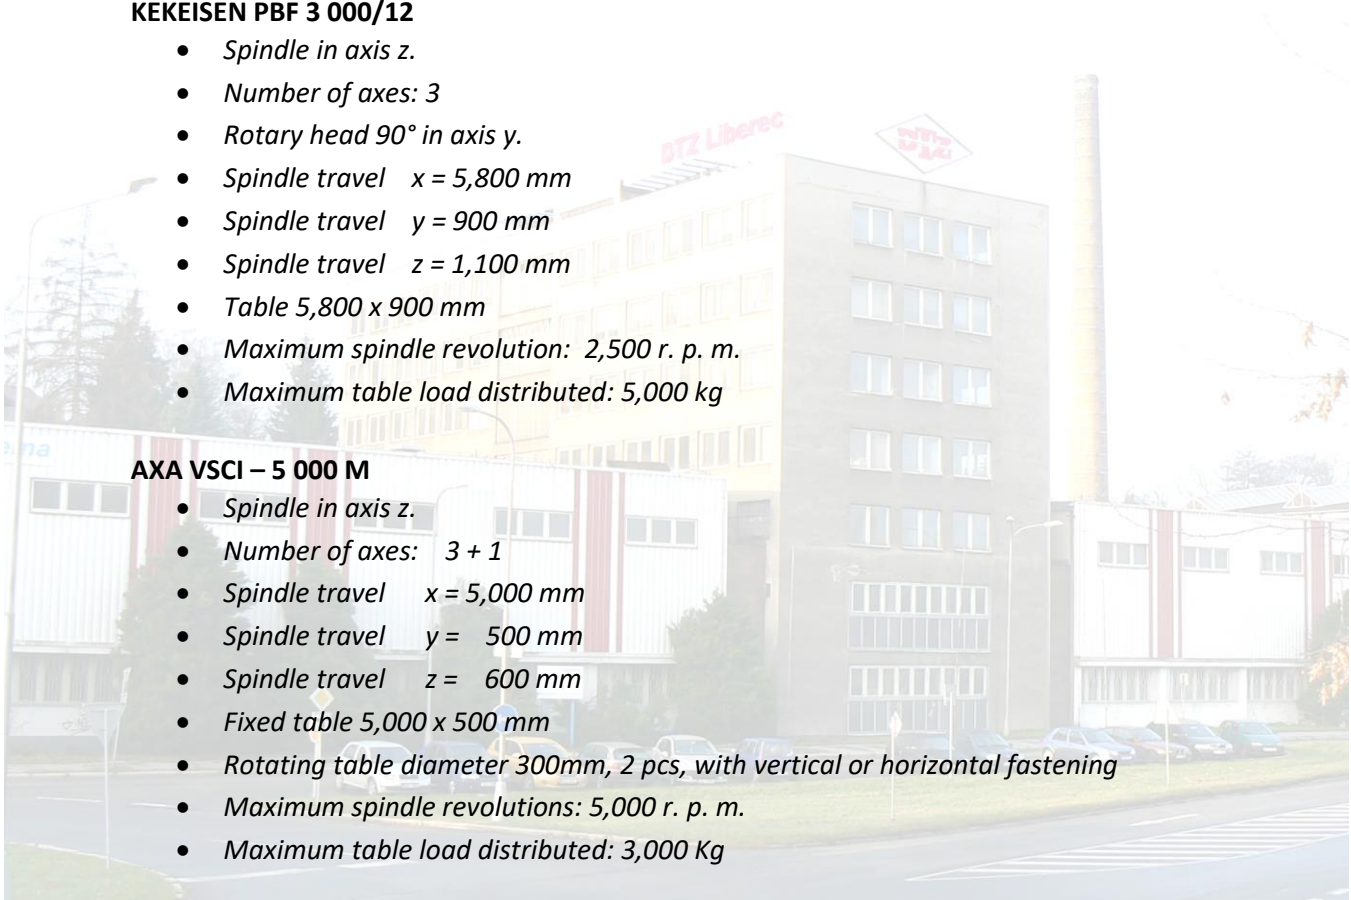 KEKEISEN PBF 3 000/12
• Spindle in axis z.
• Number of axes: 3
• Rotary head 90° in axis y.
• Spindle travel x = 5,800 mm
• Spindle travel y = 900 mm
• Spindle travel z = 1,100 mm
• Table 5,800 x 900 mm
• Maximum spindle revolution: 2,500 r. p. m.
• Maximum table load distributed: 5,000 kg
BTZ Liberec
BTZ
AXA VSCI – 5 000 M
• Spindle in axis z.
• Number of axes: 3 + 1
• Spindle travel x = 5,000 mm
• Spindle travel y = 500 mm
• Spindle travel z = 600 mm
• Fixed table 5,000 x 500 mm
• Rotating table diameter 300mm, 2 pcs, with vertical or horizontal fastening
• Maximum spindle revolutions: 5,000 r. p. m.
• Maximum table load distributed: 3,000 Kg